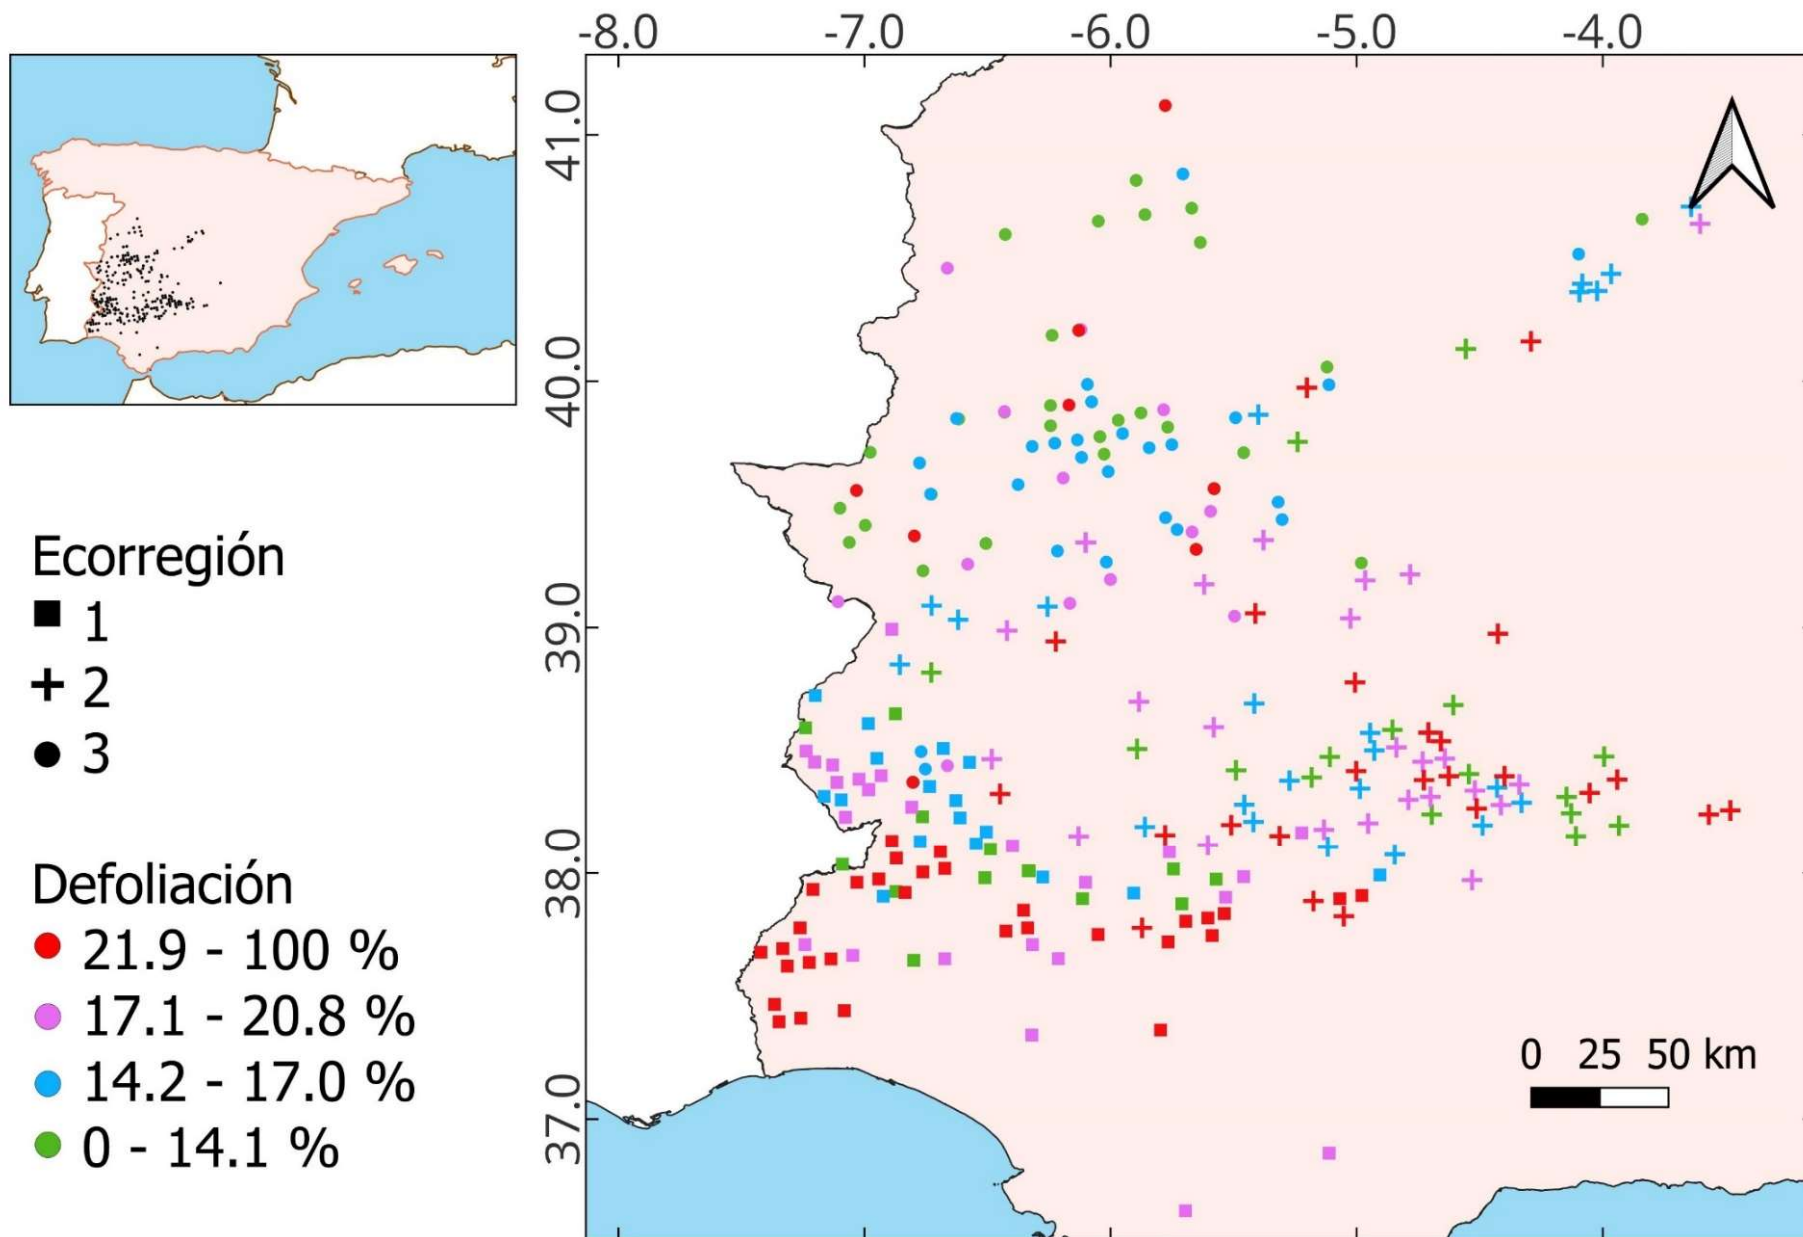 -8.0 -7.0 -6.0 -5.0 -4.0
41.0
40.0
39.0
38.0
37.0
Ecorregión
1
2
3
Defoliación
21.9 - 100 %
17.1 - 20.8 %
14.2 - 17.0 %
0 - 14.1 %
0 25 50 km